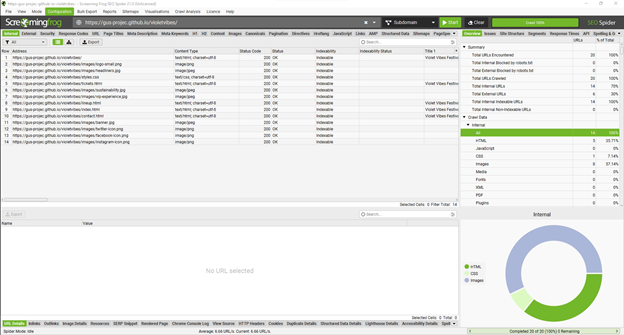 https://gus-projec.github.io/violetvibes/ - Screaming Frog SEO Spider 21.0 (Unlicensed)
File View Mode Configuration Bulk Export Reports Sitemaps Visualisations Crawl Analysis Licence Help
Screamingfrog https://gus-projec.github.io/violetvibes/ Subdomain Start Clear Crawl 100% SEO Spider
Internal External Security Response Codes URL Page Titles Meta Description Meta Keywords H1 H2 Content Images Canonicals Pagination Directives Hreflang JavaScript Links AMP Structured Data Sitemaps PageSpee
All Export Search...
Row Address Content Type Status Code Status Indexability Indexability Status Title 1
1 https://gus-projec.github.io/violetvibes/ text/html; charset=utf-8 200 OK Indexable Violet Vibes Festiv
2 https://gus-projec.github.io/violetvibes/images/logo-small.png image/png 200 OK Indexable
3 https://gus-projec.github.io/violetvibes/images/headliners.jpg image/jpeg 200 OK Indexable
4 https://gus-projec.github.io/violetvibes/styles.css text/css; charset=utf-8 200 OK Indexable
5 https://gus-projec.github.io/violetvibes/tickets.html text/html; charset=utf-8 200 OK Indexable Violet Vibes Festiv
6 https://gus-projec.github.io/violetvibes/images/sustainability.jpg image/jpeg 200 OK Indexable
7 https://gus-projec.github.io/violetvibes/images/vip-experience.jpg image/jpeg 200 OK Indexable
8 https://gus-projec.github.io/violetvibes/lineup.html text/html; charset=utf-8 200 OK Indexable Violet Vibes Festiv
9 https://gus-projec.github.io/violetvibes/index.html text/html; charset=utf-8 200 OK Indexable Violet Vibes Festiv
10 https://gus-projec.github.io/violetvibes/contact.html text/html; charset=utf-8 200 OK Indexable Violet Vibes Festiv
11 https://gus-projec.github.io/violetvibes/images/banner.jpg image/jpeg 200 OK Indexable
12 https://gus-projec.github.io/violetvibes/images/twitter-icon.png image/png 200 OK Indexable
13 https://gus-projec.github.io/violetvibes/images/facebook-icon.png image/png 200 OK Indexable
14 https://gus-projec.github.io/violetvibes/images/instagram-icon.png image/png 200 OK Indexable
Selected Cells: 0 Filter Total: 14
Export Search...
Name Value
No URL selected
Selected Cells: 0 Total: 0
URL Details Inlinks Outlinks Image Details Resources SERP Snippet Rendered Page Chrome Console Log View Source HTTP Headers Cookies Duplicate Details Structured Data Details Lighthouse Details Accessibility Details Spell
Spider Mode: Idle Average: 6.66 URL/s. Current: 6.66 URL/s.
Overview Issues Site Structure Segments Response Times API Spelling & G
URLs % of Total
Summary
Total URLs Encountered 20 100%
Total Internal Blocked by robots.txt 0 0%
Total External Blocked by robots.txt 0 0%
Total URLs Crawled 20 100%
Total Internal URLs 14 70%
Total External URLs 6 30%
Total Internal Indexable URLs 14 100%
Total Internal Non-Indexable URLs 0 0%
Crawl Data
Internal
All 14 100%
HTML 5 35.71%
JavaScript 0 0%
CSS 1 7.14%
Images 8 57.14%
Media 0 0%
Fonts 0 0%
XML 0 0%
PDF 0 0%
Plugins 0 0%
Internal
HTML
CSS
Images
Completed 20 of 20 (100%) 0 Remaining